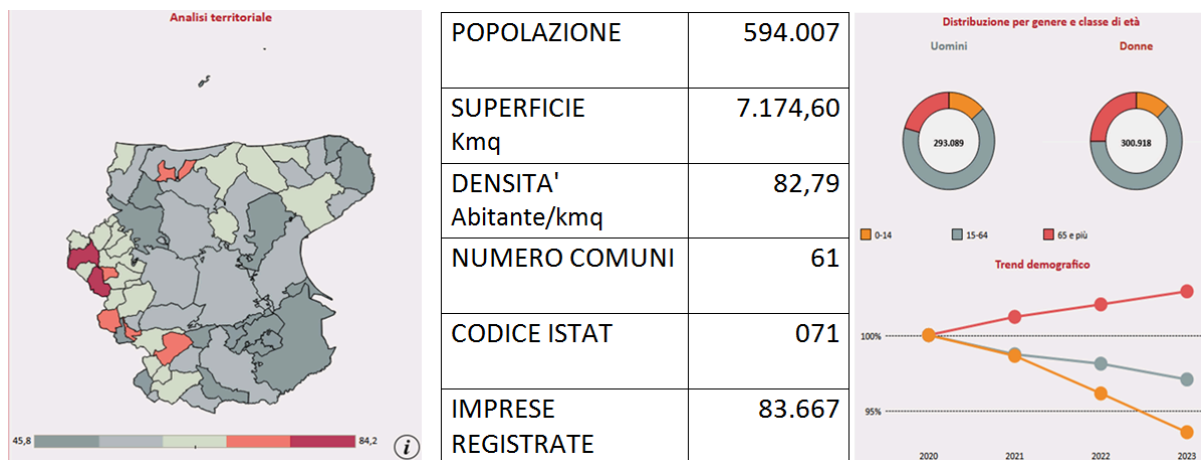 Analisi territoriale
45,8
84,2
i
POPOLAZIONE 594.007
SUPERFICIE 7.174,60
Kmq
DENSITA' 82,79
Abitante/kmq
NUMERO COMUNI 61
CODICE ISTAT 071
IMPRESE 83.667
REGISTRATE
Distribuzione per genere e classe di età
Uomini Donne
293.089 300.918
0-14 15-64 65 e più
Trend demografico
100%
95%
2020 2021 2022 2023